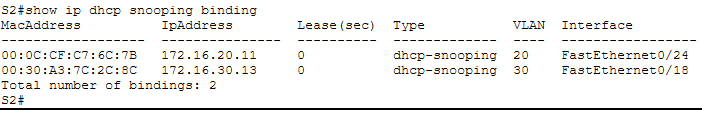 S2#show ip dhcp snooping binding
MacAddress          IpAddress        Lease(sec)  Type           VLAN  Interface
------------------  ---------------  ----------  -------------  ----  -----------------
00:0C:CF:C7:6C:7B   172.16.20.11     0           dhcp-snooping  20    FastEthernet0/24
00:30:A3:7C:2C:8C   172.16.30.13     0           dhcp-snooping  30    FastEthernet0/18
Total number of bindings: 2
S2#